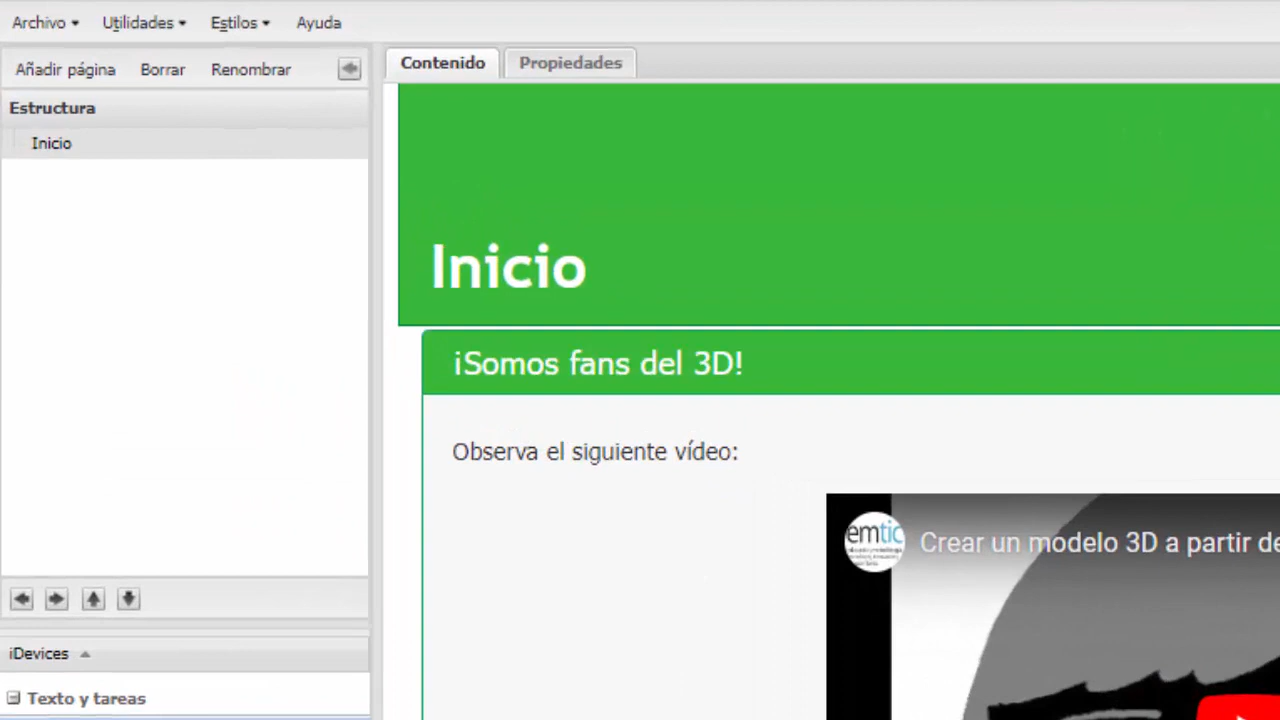 Archivo Utilidades Estilos Ayuda
Añadir página Borrar Renombrar
Estructura
Inicio
iDevices
Texto y tareas
Contenido Propiedades
Inicio
¡Somos fans del 3D!
Observa el siguiente vídeo:
emtic
Crear un modelo 3D a partir de